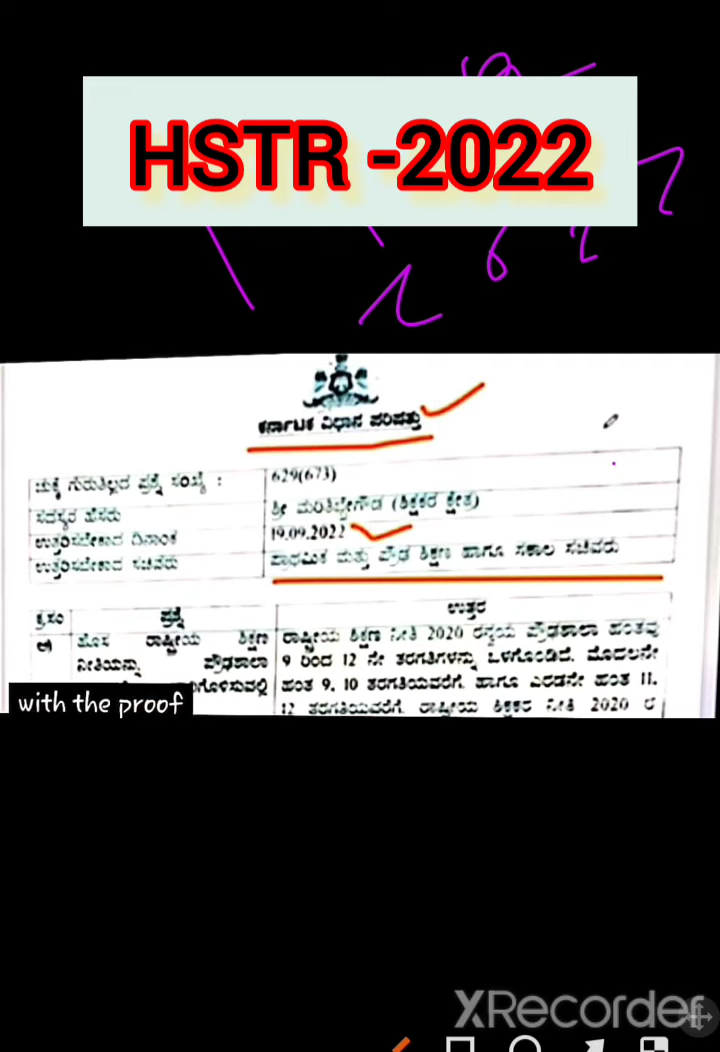 HSTR -2022
ಕರ್ನಾಟಕ ವಿಧಾನ ಪರಿಷತ್ತು
ಚುಕ್ಕೆ ಗುರುತಿಲ್ಲದ ಪ್ರಶ್ನೆ ಸಂಖ್ಯೆ : 629(673)
ಸದಸ್ಯರ ಹೆಸರು ಶ್ರೀ ಮರಿತಿಬ್ಬೇಗೌಡ (ಶಿಕ್ಷಕರ ಕ್ಷೇತ್ರ)
ಉತ್ತರಿಸಬೇಕಾದ ದಿನಾಂಕ 19.09.2022
ಉತ್ತರಿಸಬೇಕಾದ ಸಚಿವರು ಪ್ರಾಥಮಿಕ ಮತ್ತು ಪ್ರೌಢ ಶಿಕ್ಷಣ ಹಾಗೂ ಸಕಾಲ ಸಚಿವರು
ಕ್ರ.ಸಂ ಪ್ರಶ್ನೆ ಉತ್ತರ
ಅ) ಹೊಸ ರಾಷ್ಟ್ರೀಯ ಶಿಕ್ಷಣ ರಾಷ್ಟ್ರೀಯ ಶಿಕ್ಷಣ ನೀತಿ 2020 ರನ್ವಯ ಪ್ರೌಢಶಾಲಾ ಹಂತವು
ನೀತಿಯನ್ನು ಪ್ರೌಢಶಾಲಾ 9 ರಿಂದ 12 ನೇ ತರಗತಿಗಳನ್ನು ಒಳಗೊಂಡಿದೆ. ಮೊದಲನೇ
ಹಂತ 9, 10 ತರಗತಿಯವರೆಗೆ. ಹಾಗೂ ಎರಡನೇ ಹಂತ 11,
12 ತರಗತಿಯವರೆಗೆ. ರಾಷ್ಟ್ರೀಯ ಶಿಕ್ಷಕರ ನೀತಿ 2020 ರ
with the proof
XRecorder